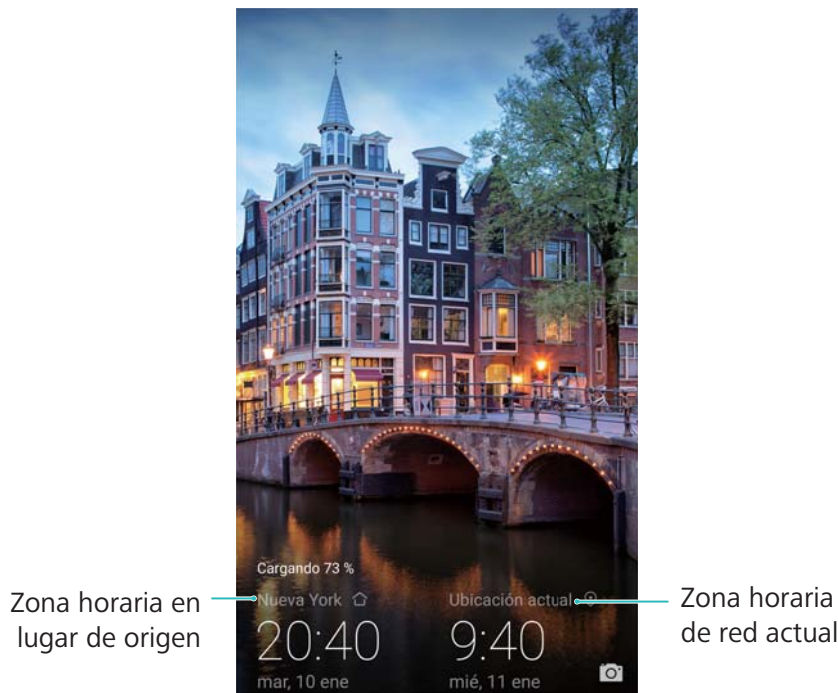 Cargando 73 %
Zona horaria en
lugar de origen
Nueva York
Ubicación actual
Zona horaria
de red actual
20:40
9:40
mar, 10 ene
mié, 11 ene